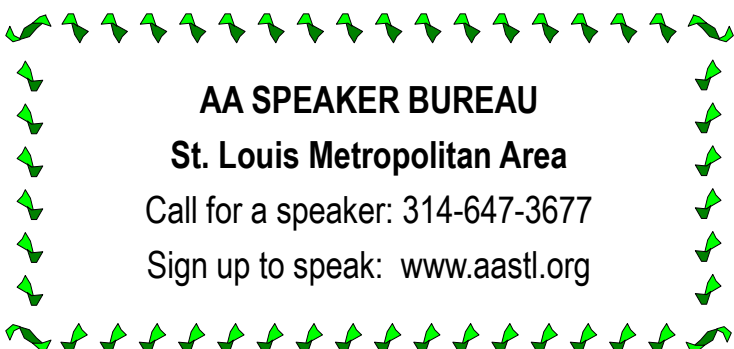 AA SPEAKER BUREAU
St. Louis Metropolitan Area
Call for a speaker: 314-647-3677
Sign up to speak: www.aastl.org